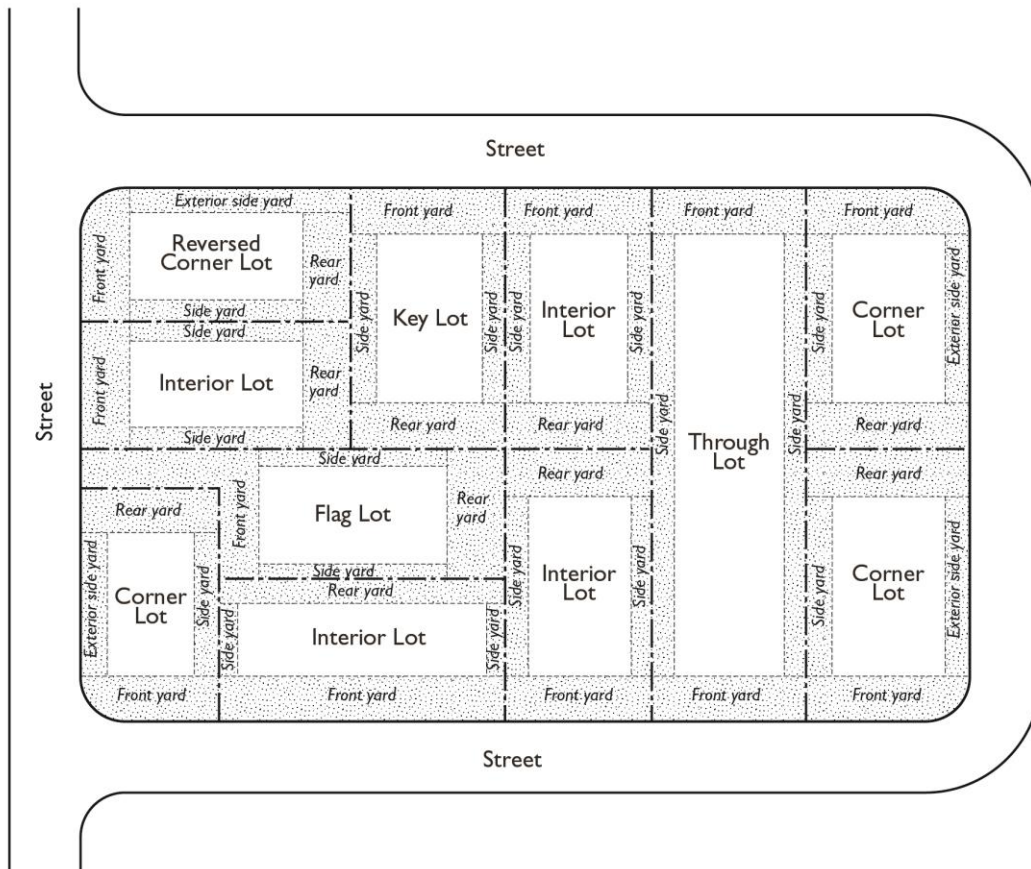 Street
Exterior side yard
Front yard
Reversed
Corner Lot
Rear
yard
Side yard
Front yard
Side yard
Key Lot
Side yard
Rear yard
Front yard
Side yard
Interior
Lot
Side yard
Rear yard
Front yard
Side yard
Through
Lot
Side yard
Front yard
Front yard
Side yard
Corner
Lot
Exterior side yard
Rear yard
Street
Side yard
Front yard
Interior Lot
Rear
yard
Side yard
Side yard
Front yard
Flag Lot
Rear
yard
Side yard
Rear yard
Exterior side yard
Corner
Lot
Side yard
Front yard
Rear yard
Side yard
Interior Lot
Side yard
Front yard
Rear yard
Side yard
Interior
Lot
Side yard
Front yard
Rear yard
Side yard
Corner
Lot
Exterior side yard
Front yard
Street